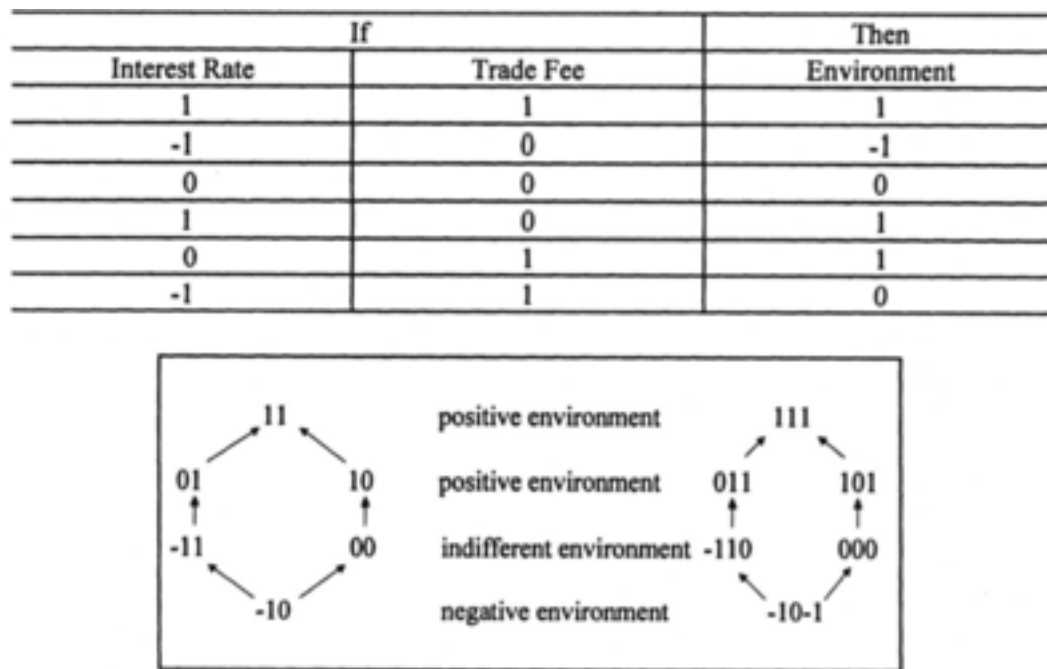 If Then
Interest Rate Trade Fee Environment
1 1 1
-1 0 -1
0 0 0
1 0 1
0 1 1
-1 1 0
11 positive environment 111
01 10 positive environment 011 101
-11 00 indifferent environment -110 000
-10 negative environment -10-1